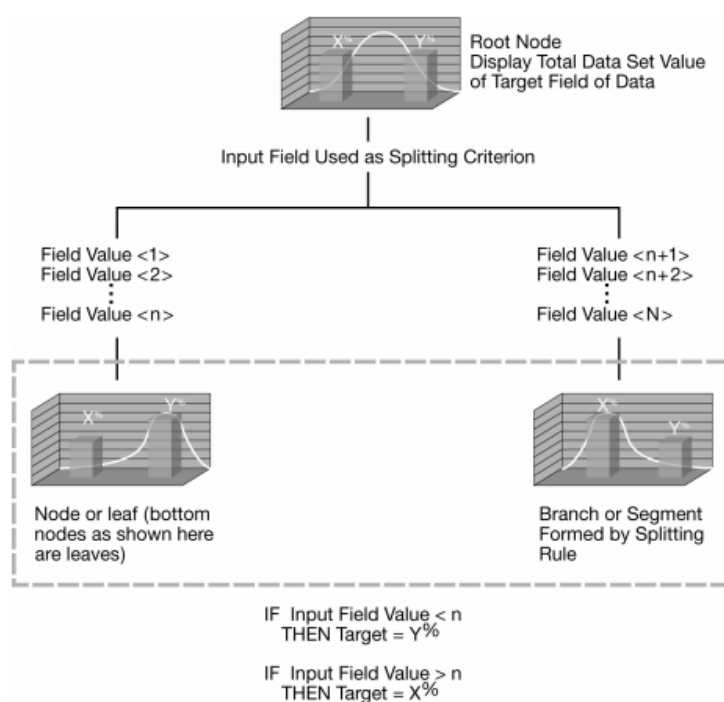 X% Y%
Root Node
Display Total Data Set Value
of Target Field of Data
Input Field Used as Splitting Criterion
Field Value <1>
Field Value <2>
Field Value <n>
Field Value <n+1>
Field Value <n+2>
Field Value <N>
X% Y%
Node or leaf (bottom
nodes as shown here
are leaves)
X% Y%
Branch or Segment
Formed by Splitting
Rule
IF Input Field Value < n
THEN Target = Y%
IF Input Field Value > n
THEN Target = X%